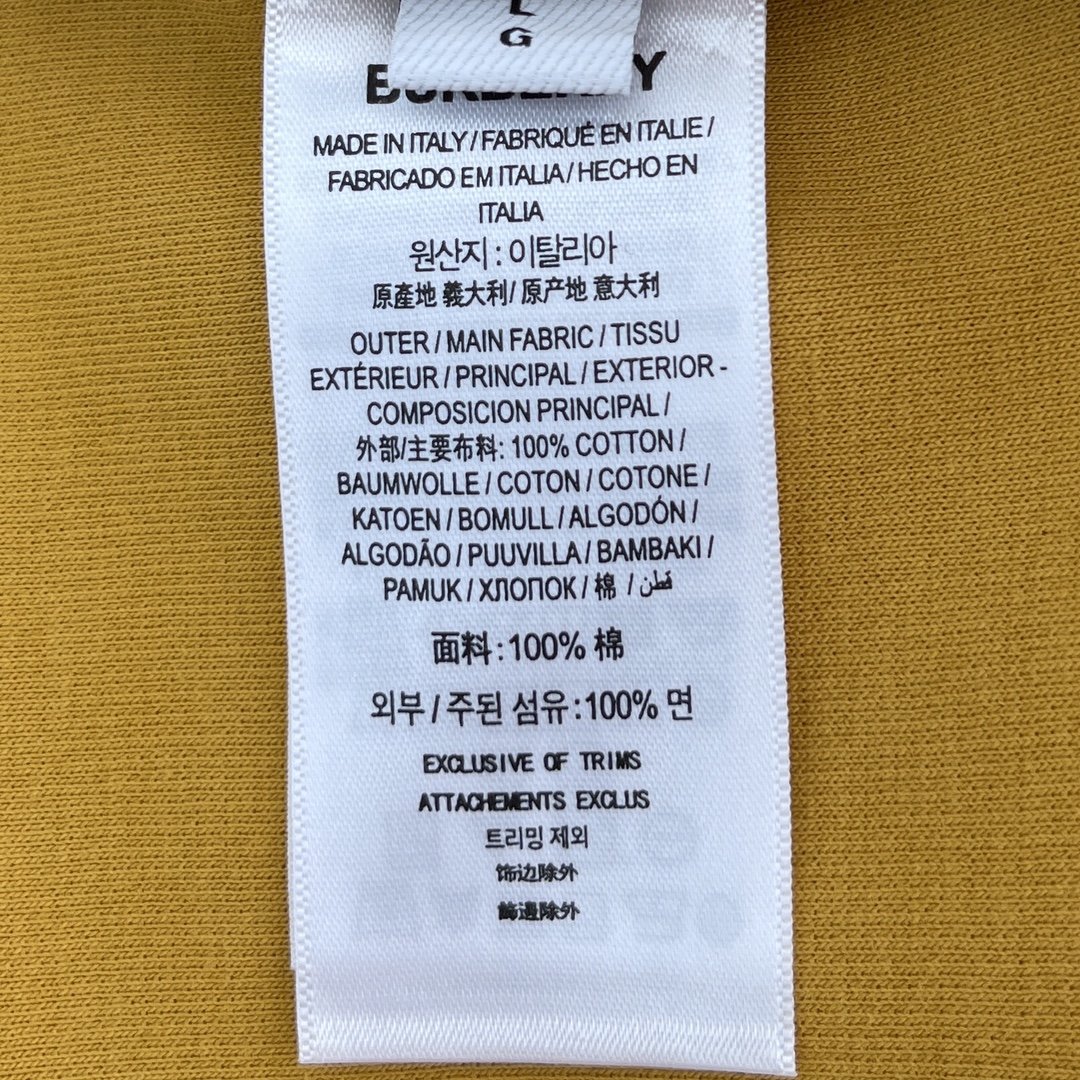 L
G
BURBERRY
MADE IN ITALY / FABRIQUÉ EN ITALIE /
FABRICADO EM ITALIA / HECHO EN
ITALIA
원산지 : 이탈리아
原產地 義大利/ 原产地 意大利
OUTER / MAIN FABRIC / TISSU
EXTÉRIEUR / PRINCIPAL / EXTERIOR -
COMPOSICION PRINCIPAL /
外部/主要布料: 100% COTTON /
BAUMWOLLE / COTON / COTONE /
KATOEN / BOMULL / ALGODÓN /
ALGODÃO / PUUVILLA / BAMBAKI /
PAMUK / ХЛОПОК / 棉 / قطن
面料 : 100% 棉
외부 / 주된 섬유 : 100% 면
EXCLUSIVE OF TRIMS
ATTACHEMENTS EXCLUS
트리밍 제외
饰边除外
飾邊除外